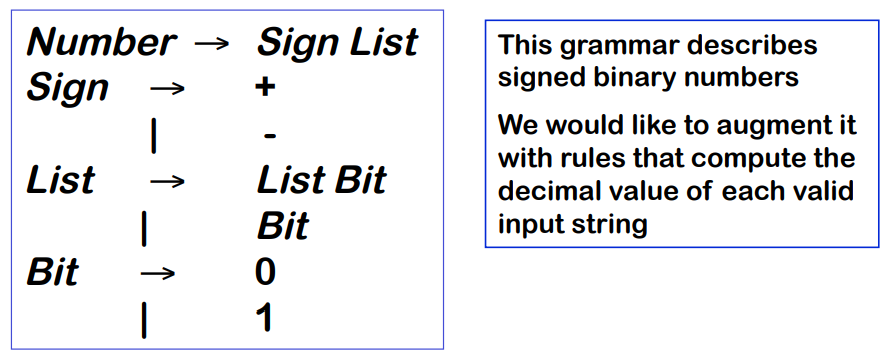 Number → Sign List
Sign → +
| -
List → List Bit
| Bit
Bit → 0
| 1
This grammar describes
signed binary numbers
We would like to augment it
with rules that compute the
decimal value of each valid
input string